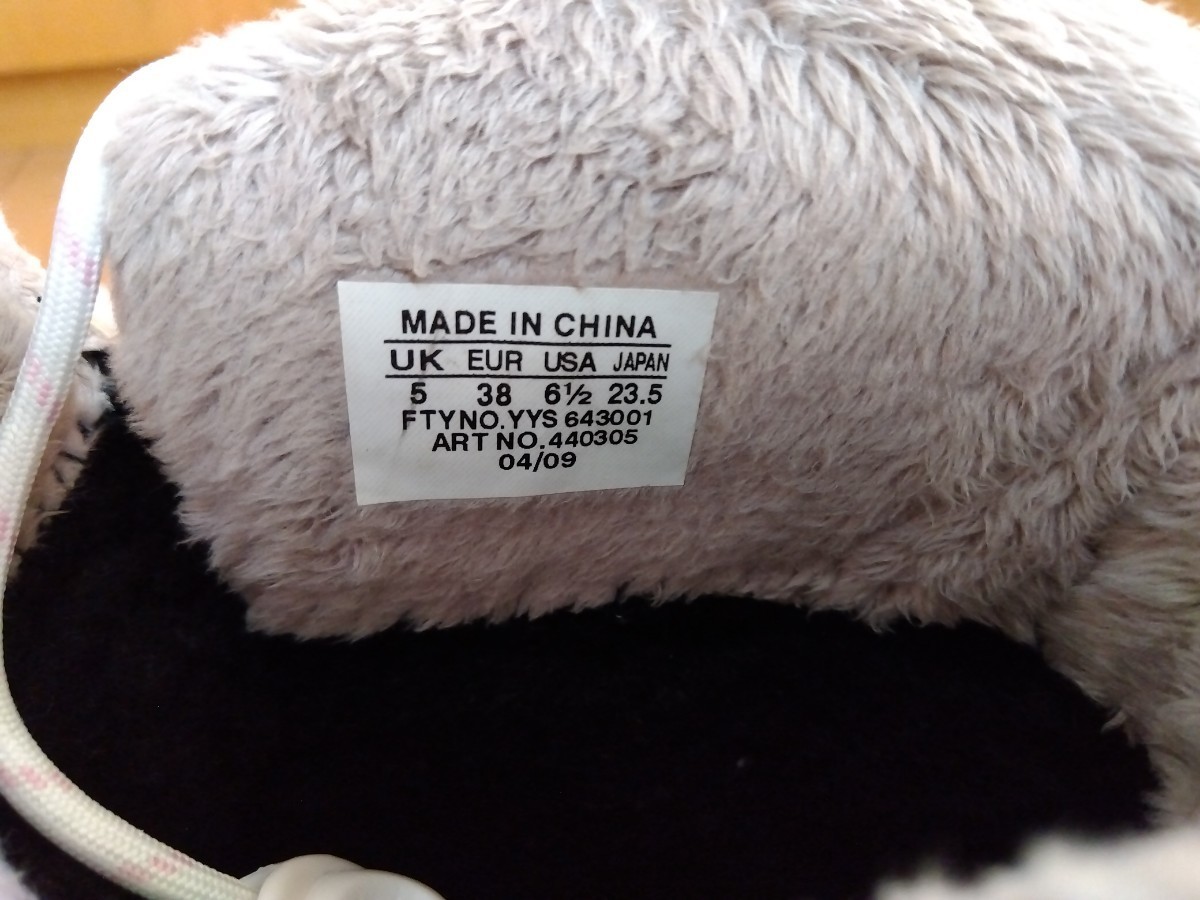 MADE IN CHINA
UK EUR USA JAPAN
5 38 6½ 23.5
FTYNO.YYS 643001
ART NO.440305
04/09